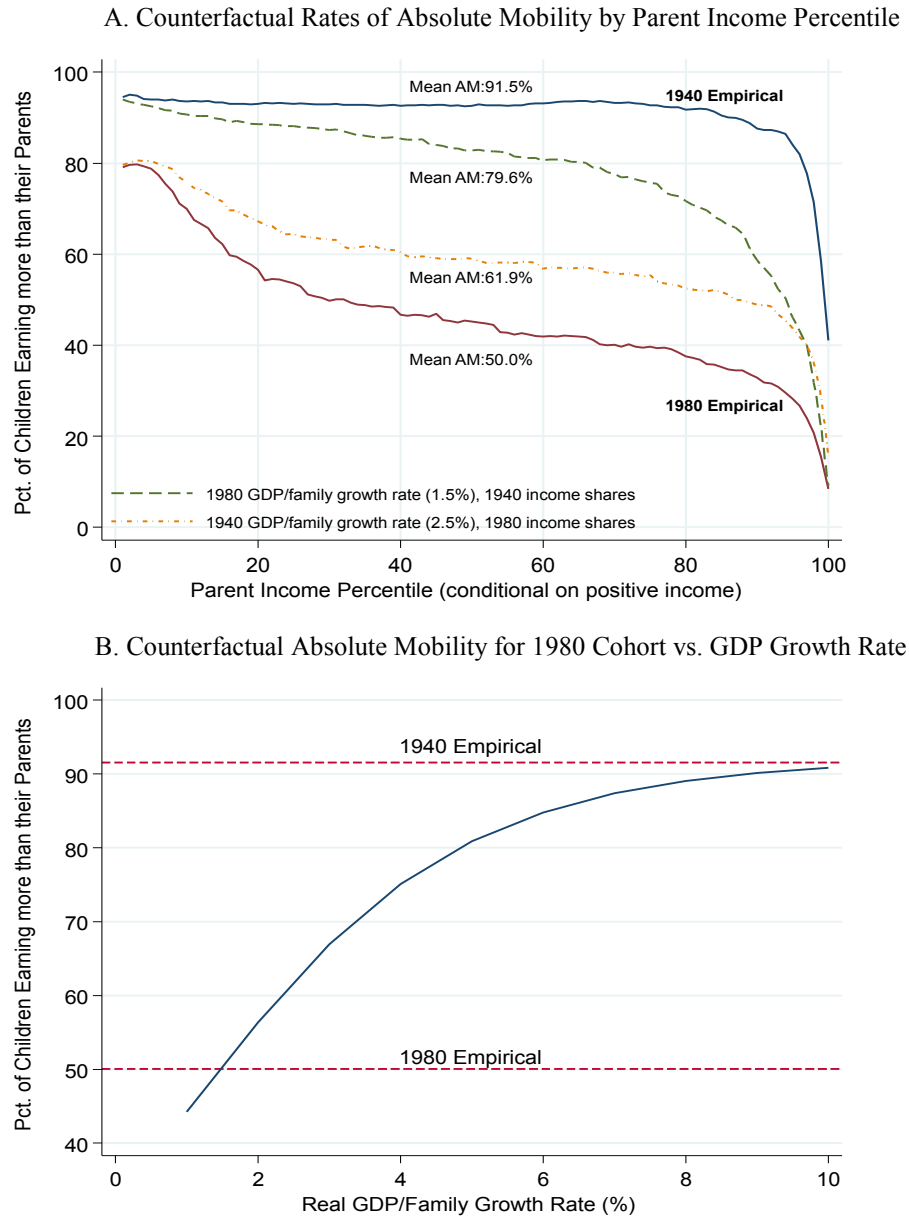 A. Counterfactual Rates of Absolute Mobility by Parent Income Percentile
Pct. of Children Earning more than their Parents
100
80
60
40
20
0
Mean AM:91.5%
1940 Empirical
Mean AM:79.6%
Mean AM:61.9%
Mean AM:50.0%
1980 Empirical
1980 GDP/family growth rate (1.5%), 1940 income shares
1940 GDP/family growth rate (2.5%), 1980 income shares
0 20 40 60 80 100
Parent Income Percentile (conditional on positive income)
B. Counterfactual Absolute Mobility for 1980 Cohort vs. GDP Growth Rate
Pct. of Children Earning more than their Parents
100
90
80
70
60
50
40
1940 Empirical
1980 Empirical
0 2 4 6 8 10
Real GDP/Family Growth Rate (%)